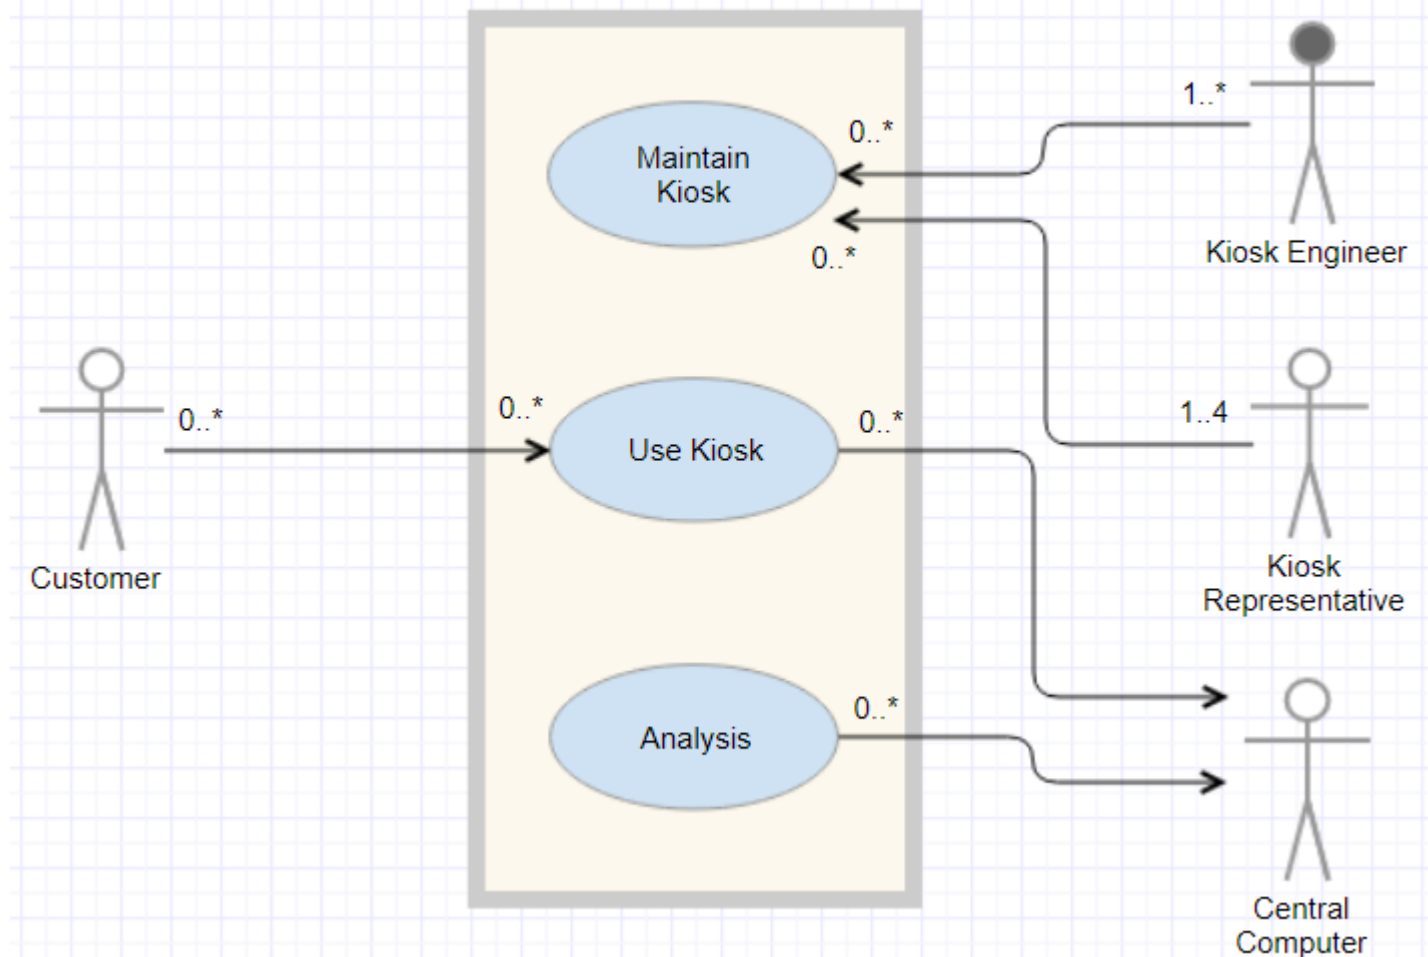 1..*
0..*
Maintain
Kiosk
Kiosk Engineer
0..*
0..*
0..*
0..*
1..4
Use Kiosk
Kiosk
Representative
Customer
0..*
Analysis
Central
Computer